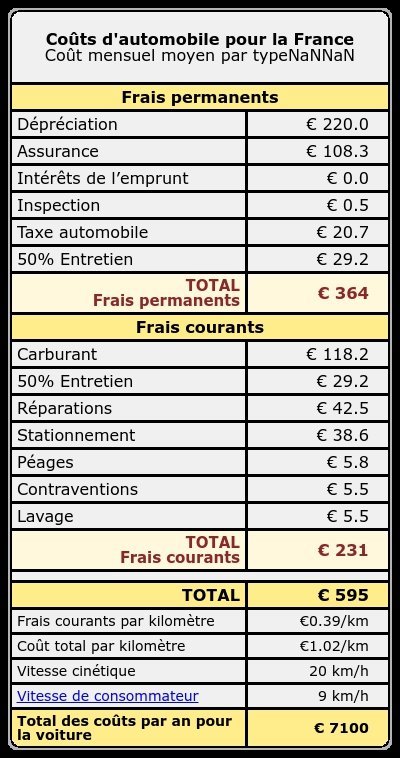 Coûts d'automobile pour la France
Coût mensuel moyen par typeNaNNaN
Frais permanents
Dépréciation € 220.0
Assurance € 108.3
Intérêts de l’emprunt € 0.0
Inspection € 0.5
Taxe automobile € 20.7
50% Entretien € 29.2
TOTAL
Frais permanents € 364
Frais courants
Carburant € 118.2
50% Entretien € 29.2
Réparations € 42.5
Stationnement € 38.6
Péages € 5.8
Contraventions € 5.5
Lavage € 5.5
TOTAL
Frais courants € 231
TOTAL € 595
Frais courants par kilomètre €0.39/km
Coût total par kilomètre €1.02/km
Vitesse cinétique 20 km/h
Vitesse de consommateur 9 km/h
Total des coûts par an pour
la voiture € 7100